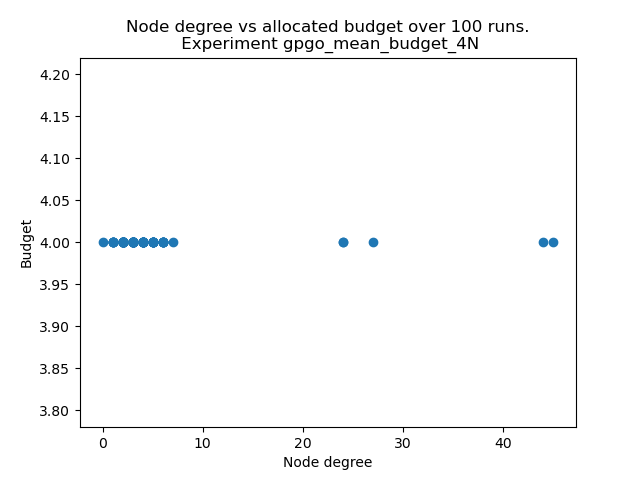 Node degree vs allocated budget over 100 runs.
Experiment gpgo_mean_budget_4N
4.20
4.15
4.10
4.05
4.00
3.95
3.90
3.85
3.80
Budget
0 10 20 30 40
Node degree